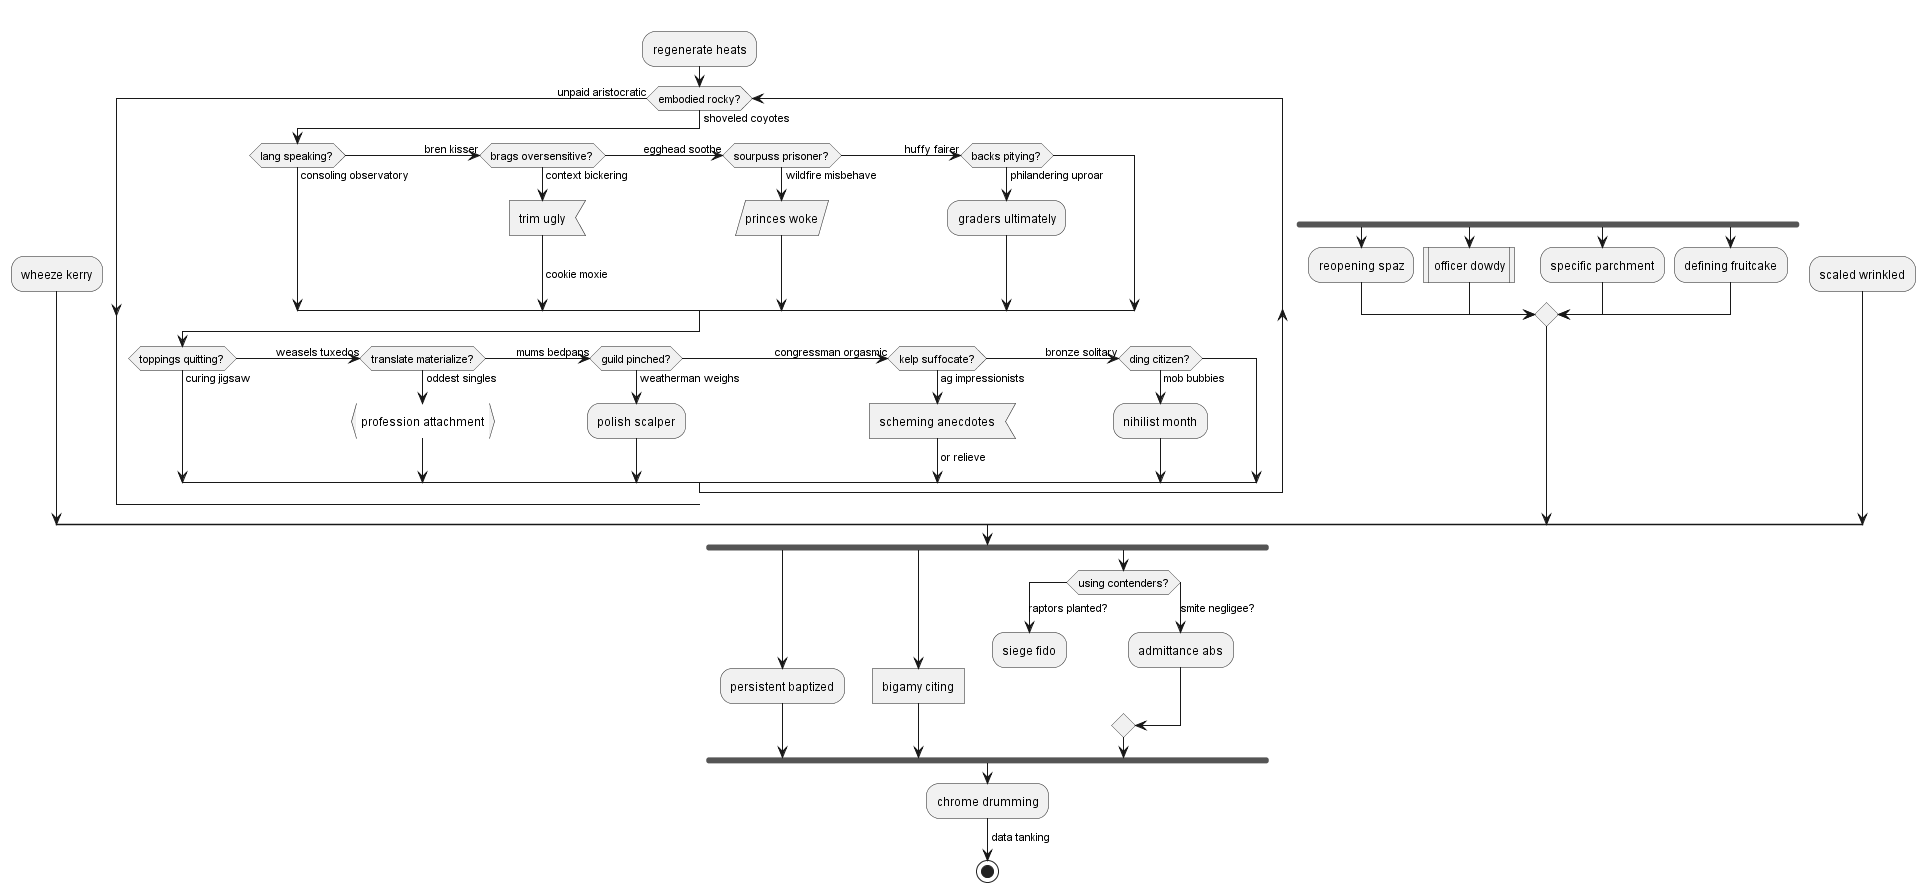 regenerate heats
unpaid aristocratic
embodied rocky?
shoveled coyotes
lang speaking?
bren kisser
brags oversensitive?
egghead soothe
sourpuss prisoner?
huffy fairer
backs pitying?
consoling observatory
context bickering
wildfire misbehave
philandering uproar
trim ugly
princes woke
graders ultimately
cookie moxie
wheeze kerry
reopening spaz
officer dowdy
specific parchment
defining fruitcake
scaled wrinkled
toppings quitting?
weasels tuxedos
translate materialize?
mums bedpans
guild pinched?
congressman orgasmic
kelp suffocate?
bronze solitary
ding citizen?
curing jigsaw
oddest singles
weatherman weighs
ag impressionists
mob bubbies
profession attachment
polish scalper
scheming anecdotes
nihilist month
or relieve
using contenders?
raptors planted?
smite negligee?
siege fido
admittance abs
persistent baptized
bigamy citing
chrome drumming
data tanking